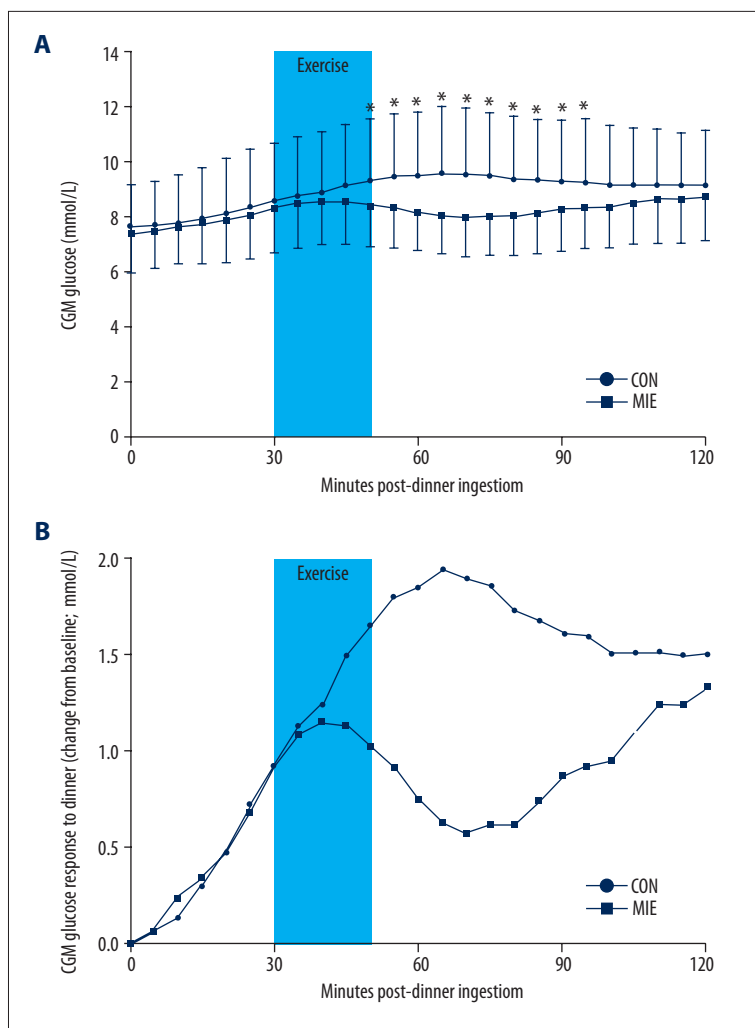 A
14
12
10
8
6
4
2
0
CGM glucose (mmol/L)
Exercise
* * * * * * * * * *
CON
MIE
0 30 60 90 120
Minutes post-dinner ingestiom
B
2.0
1.5
1.0
0.5
0.0
CGM glucose response to dinner (change from baseline; mmol/L)
Exercise
CON
MIE
0 30 60 90 120
Minutes post-dinner ingestiom